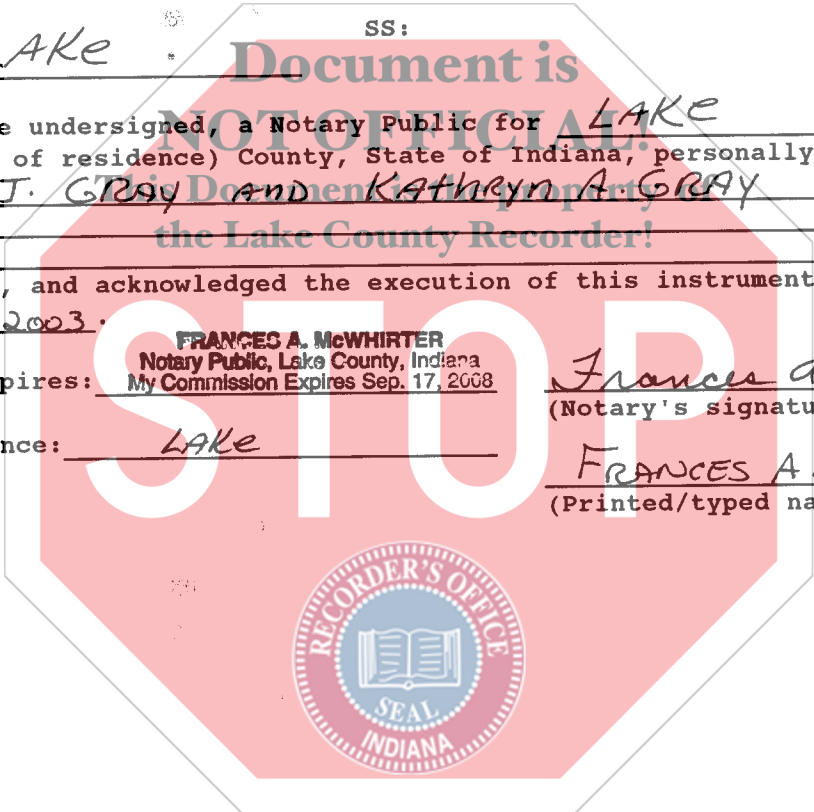 SS:
AKe
Document is
NOT OFFICIAL!
e undersigned, a Notary Public for LAKe
of residence) County, State of Indiana, personally
J. GRAY AND KAthRyn A. GRAY
This Document is the property of
the Lake County Recorder!
, and acknowledged the execution of this instrument
2003.
FRANCES A. McWHIRTER
Notary Public, Lake County, Indiana
pires: My Commission Expires Sep. 17, 2008
Frances a
(Notary's signatu
nce: LAKe
FRANCES A.
(Printed/typed na
STOP
RECORDER'S OFFICE
SEAL
INDIANA